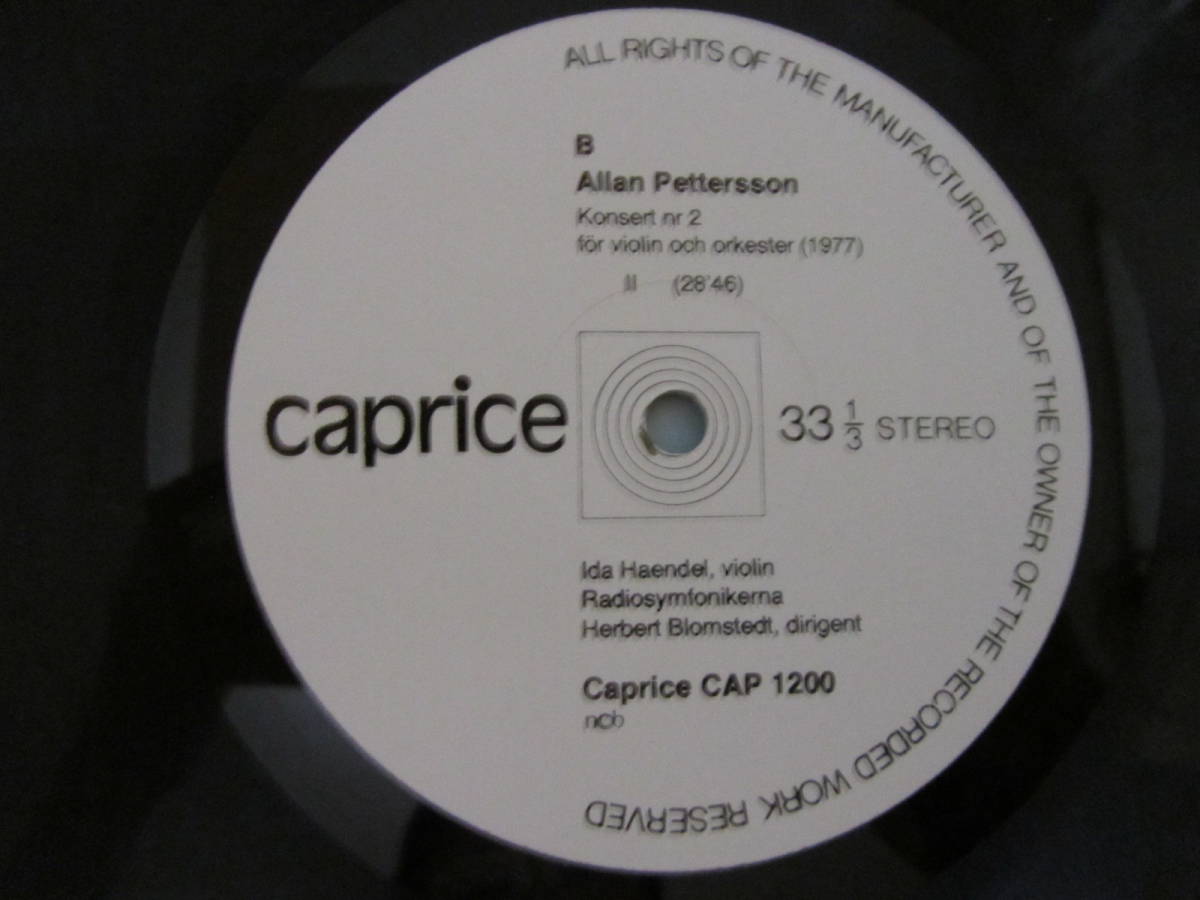 ALL RIGHTS OF THE MANUFACTURER AND OF THE OWNER OF THE RECORDED WORK RESERVED
B
Allan Pettersson
Konsert nr 2
för violin och orkester (1977)
II (28'46)
caprice
33 1/3 STEREO
Ida Haendel, violin
Radiosymfonikerna
Herbert Blomstedt, dirigent
Caprice CAP 1200
ncb